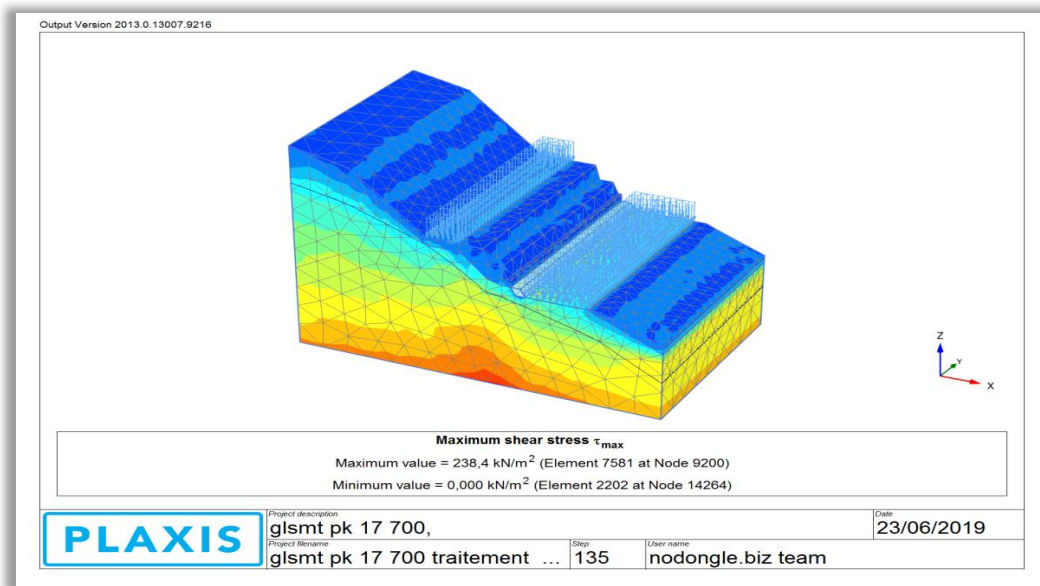 Output Version 2013.0.13007.9216
Z
Y
X
Maximum shear stress τmax
Maximum value = 238,4 kN/m² (Element 7581 at Node 9200)
Minimum value = 0,000 kN/m² (Element 2202 at Node 14264)
PLAXIS
Project description
glsmt pk 17 700,
Date
23/06/2019
Project filename
glsmt pk 17 700 traitement ...
Step
135
User name
nodongle.biz team